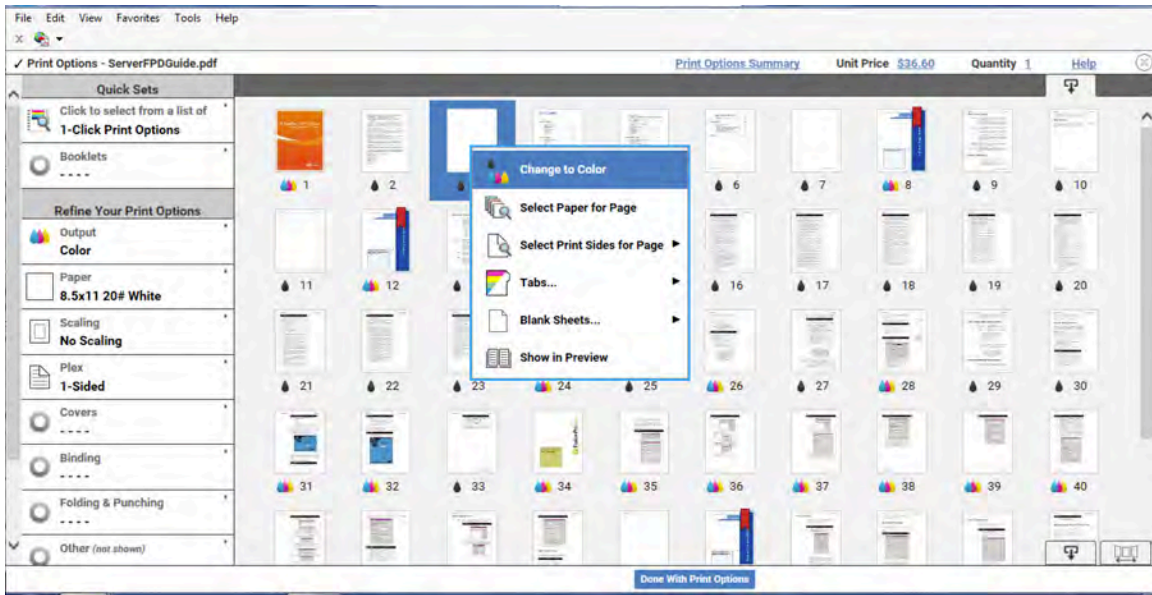 File Edit View Favorites Tools Help
x
✓ Print Options - ServerFPDGuide.pdf Print Options Summary Unit Price $36.60 Quantity 1 Help
Quick Sets
Click to select from a list of
1-Click Print Options
Booklets
----
Refine Your Print Options
Output
Color
Paper
8.5x11 20# White
Scaling
No Scaling
Plex
1-Sided
Covers
----
Binding
----
Folding & Punching
----
Other (not shown)
1 2 6 7 8 9 10
11 12 16 17 18 19 20
21 22 23 24 25 26 27 28 29 30
31 32 33 34 35 36 37 38 39 40
Change to Color
Select Paper for Page
Select Print Sides for Page
Tabs...
Blank Sheets...
Show in Preview
Done With Print Options